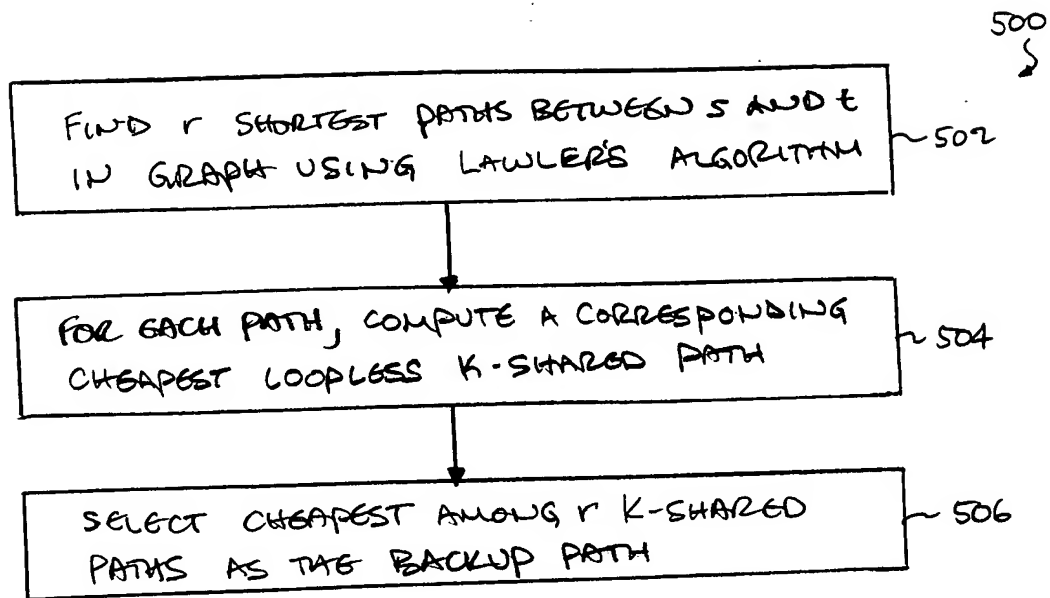 500
FIND r SHORTEST PATHS BETWEEN s AND t
IN GRAPH USING LAWLER'S ALGORITHM
502
FOR EACH PATH, COMPUTE A CORRESPONDING
CHEAPEST LOOPLESS K-SHARED PATH
504
SELECT CHEAPEST AMONG r K-SHARED
PATHS AS THE BACKUP PATH
506